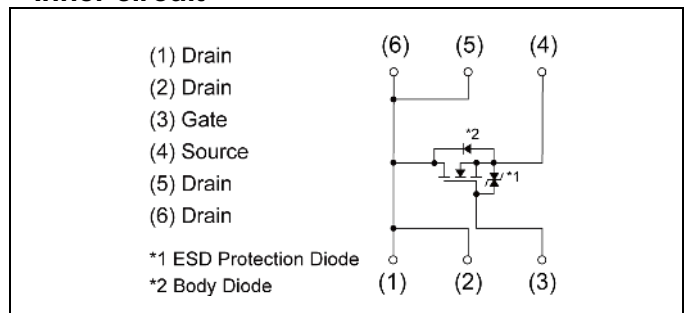 Inner circuit
(1) Drain
(2) Drain
(3) Gate
(4) Source
(5) Drain
(6) Drain
*1 ESD Protection Diode
*2 Body Diode
(6) (5) (4)
*2
*1
(1) (2) (3)